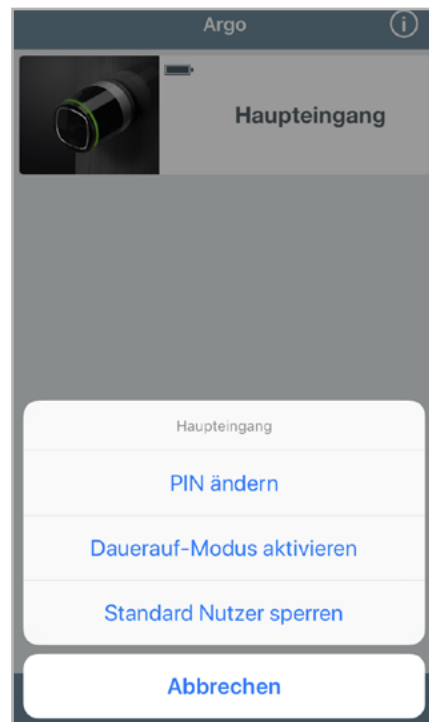 Argo
Haupteingang
Haupteingang
PIN ändern
Dauerauf-Modus aktivieren
Standard Nutzer sperren
Abbrechen